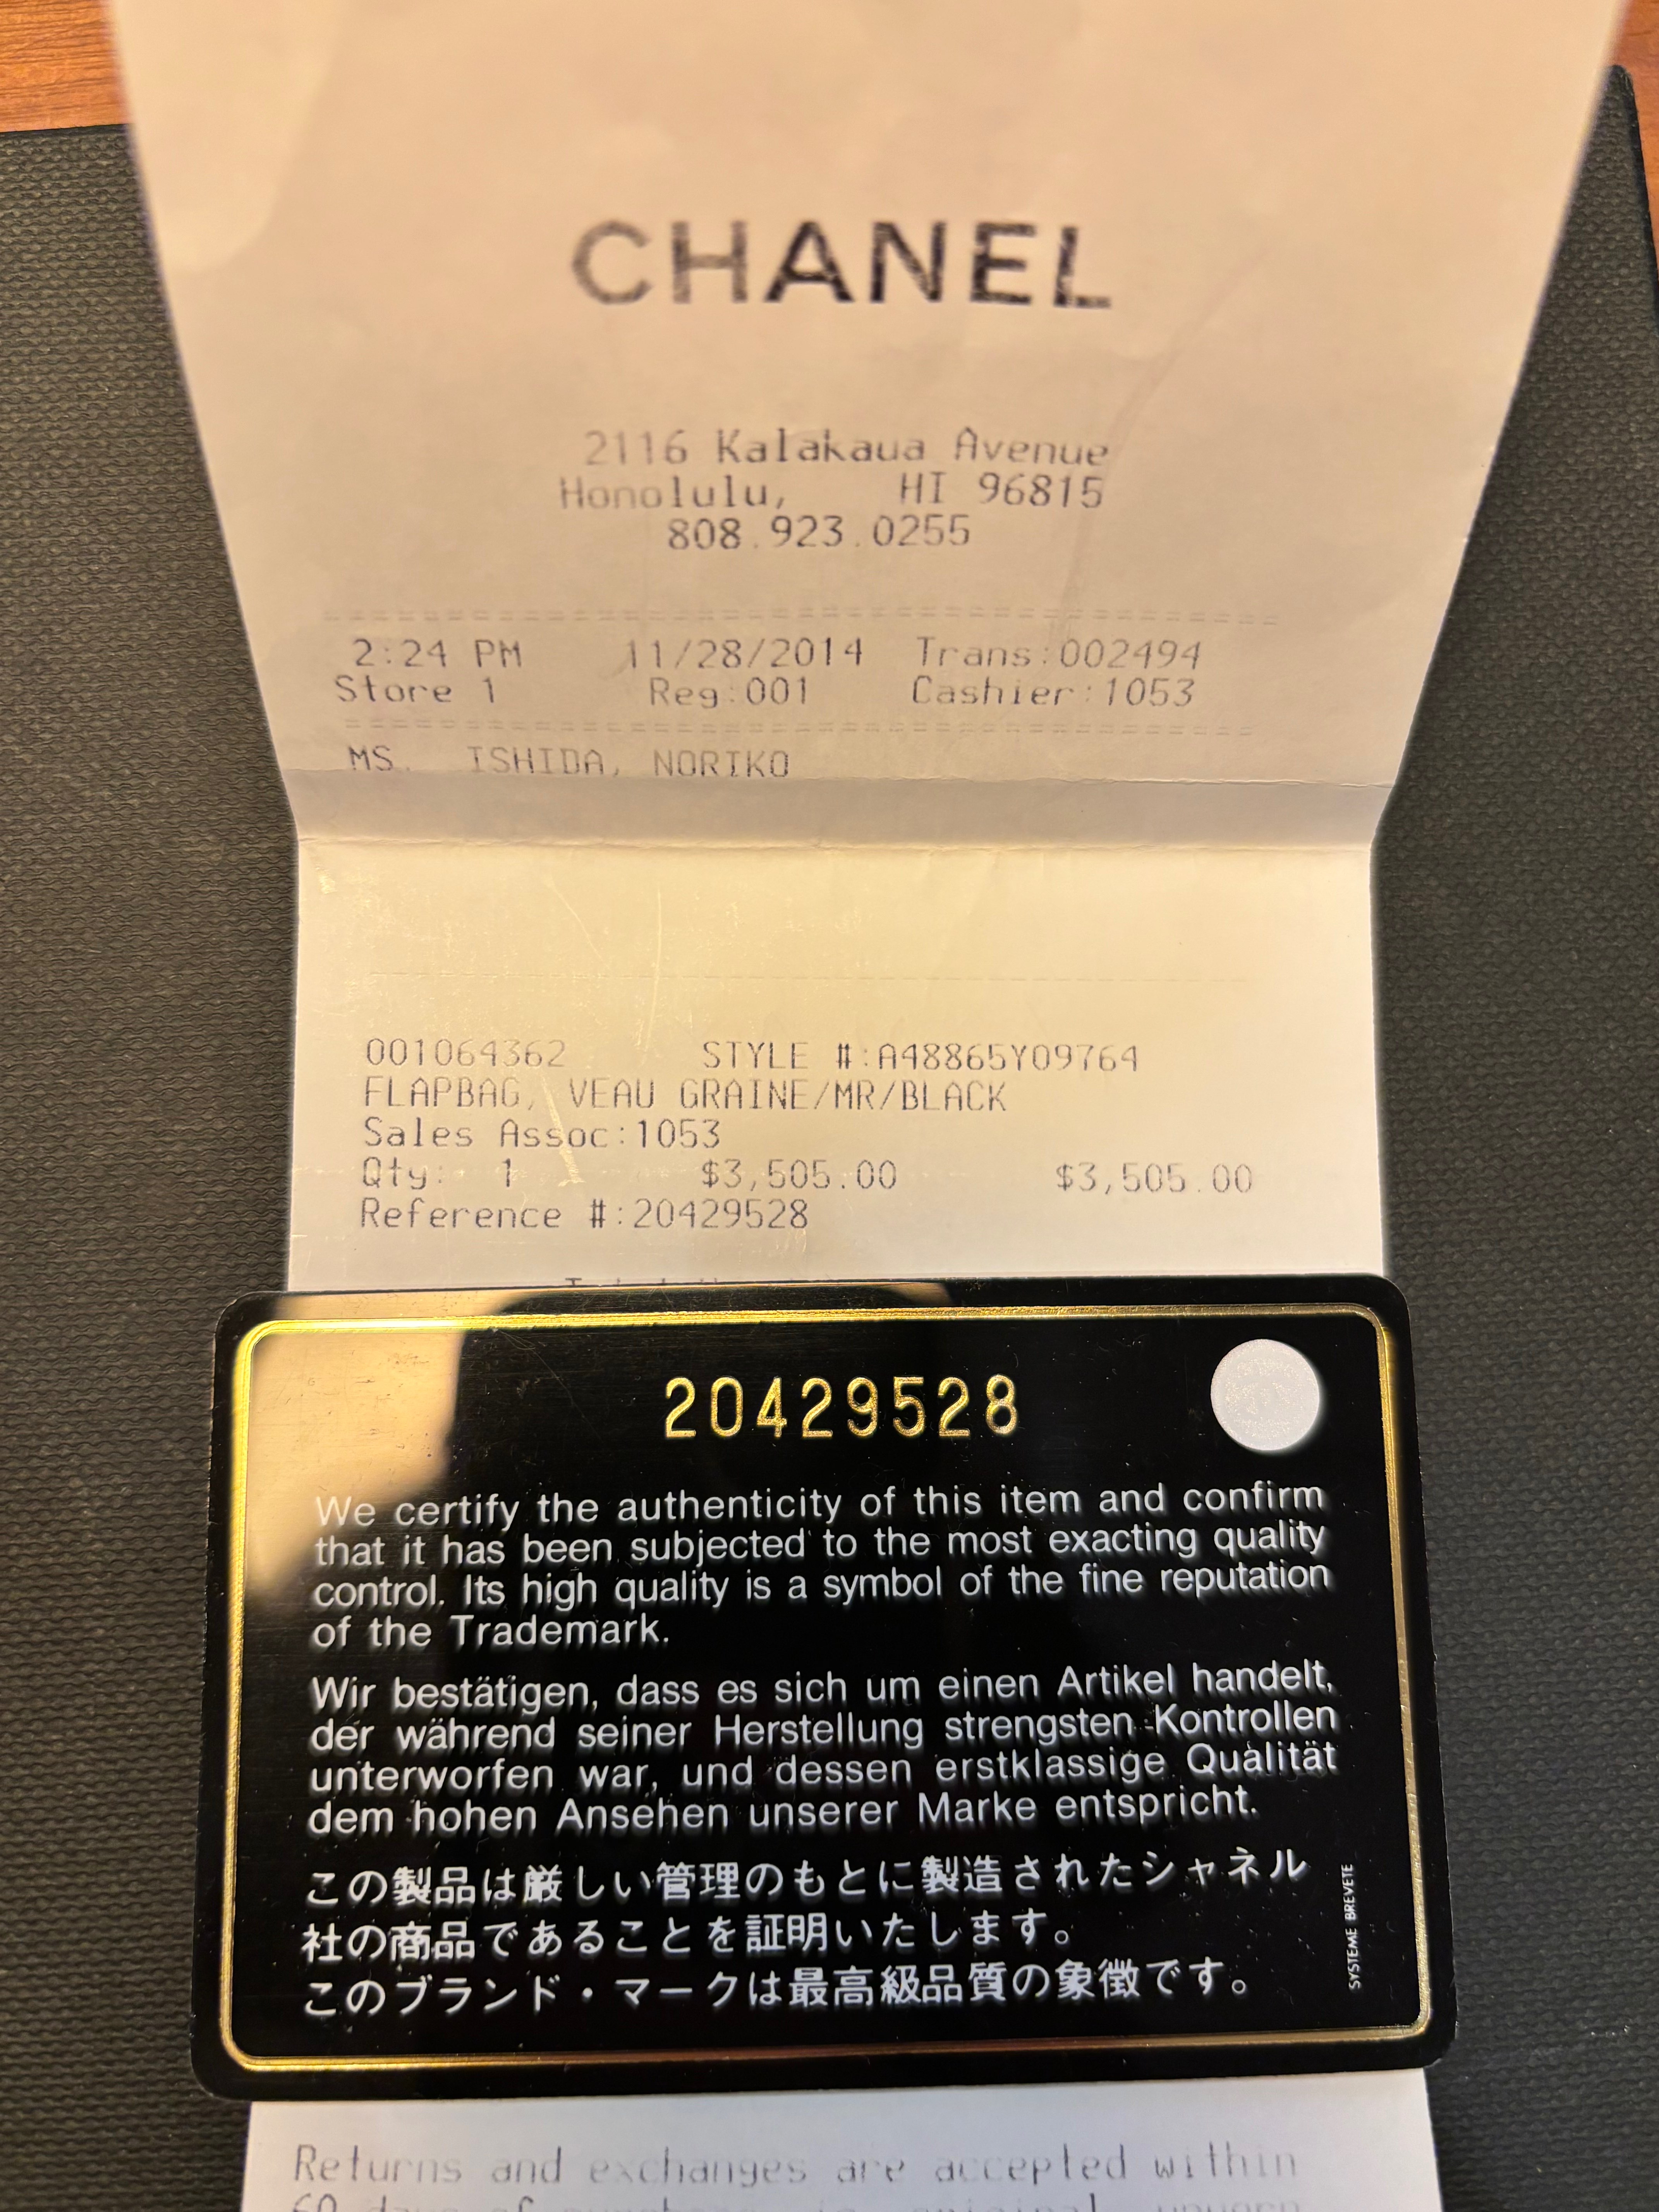 CHANEL
2116 Kalakaua Avenue
Honolulu, HI 96815
808.923.0255
2:24 PM 11/28/2014 Trans:002494
Store 1 Reg:001 Cashier:1053
MS. ISHIDA, NORIKO
001064362 STYLE #:A48865Y09764
FLAPBAG, VEAU GRAINE/MR/BLACK
Sales Assoc:1053
Qty: 1 $3,505.00 $3,505.00
Reference #:20429528
20429528
We certify the authenticity of this item and confirm
that it has been subjected to the most exacting quality
control. Its high quality is a symbol of the fine reputation
of the Trademark.
Wir bestätigen, dass es sich um einen Artikel handelt,
der während seiner Herstellung strengsten Kontrollen
unterworfen war, und dessen erstklassige Qualität
dem hohen Ansehen unserer Marke entspricht.
この製品は厳しい管理のもとに製造されたシャネル
社の商品であることを証明いたします。
このブランド・マークは最高級品質の象徴です。
SYSTEME BREVETE
Returns and exchanges are accepted within